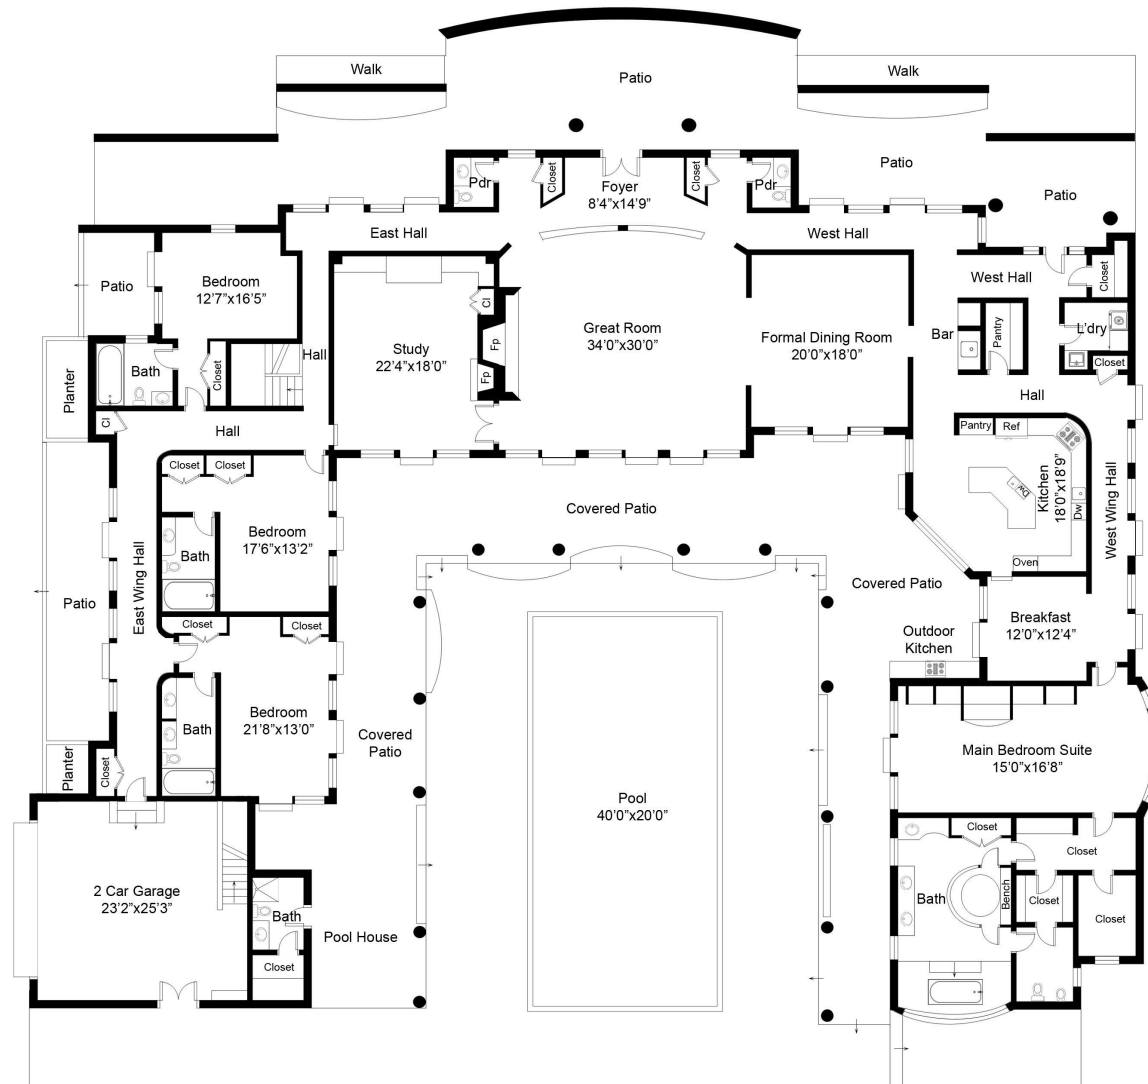 Walk
Patio
Walk
Pdr
Closet
Foyer
8'4"x14'9"
Closet
Pdr
Patio
Patio
East Hall
West Hall
West Hall
Closet
Patio
Bedroom
12'7"x16'5"
Hall
Study
22'4"x18'0"
Cl
Fp
Fp
Great Room
34'0"x30'0"
Formal Dining Room
20'0"x18'0"
Bar
Pantry
L'dry
Closet
Planter
Bath
Closet
Cl
Hall
Hall
Pantry
Ref
Kitchen
18'0"x18'9"
Dw
Dw
Oven
West Wing Hall
Closet
Closet
Bedroom
17'6"x13'2"
Bath
East Wing Hall
Patio
Covered Patio
Covered Patio
Breakfast
12'0"x12'4"
Outdoor
Kitchen
Closet
Closet
Bedroom
21'8"x13'0"
Bath
Planter
Closet
Covered
Patio
Pool
40'0"x20'0"
Main Bedroom Suite
15'0"x16'8"
Closet
Closet
Bath
Bench
Closet
Closet
2 Car Garage
23'2"x25'3"
Bath
Closet
Pool House